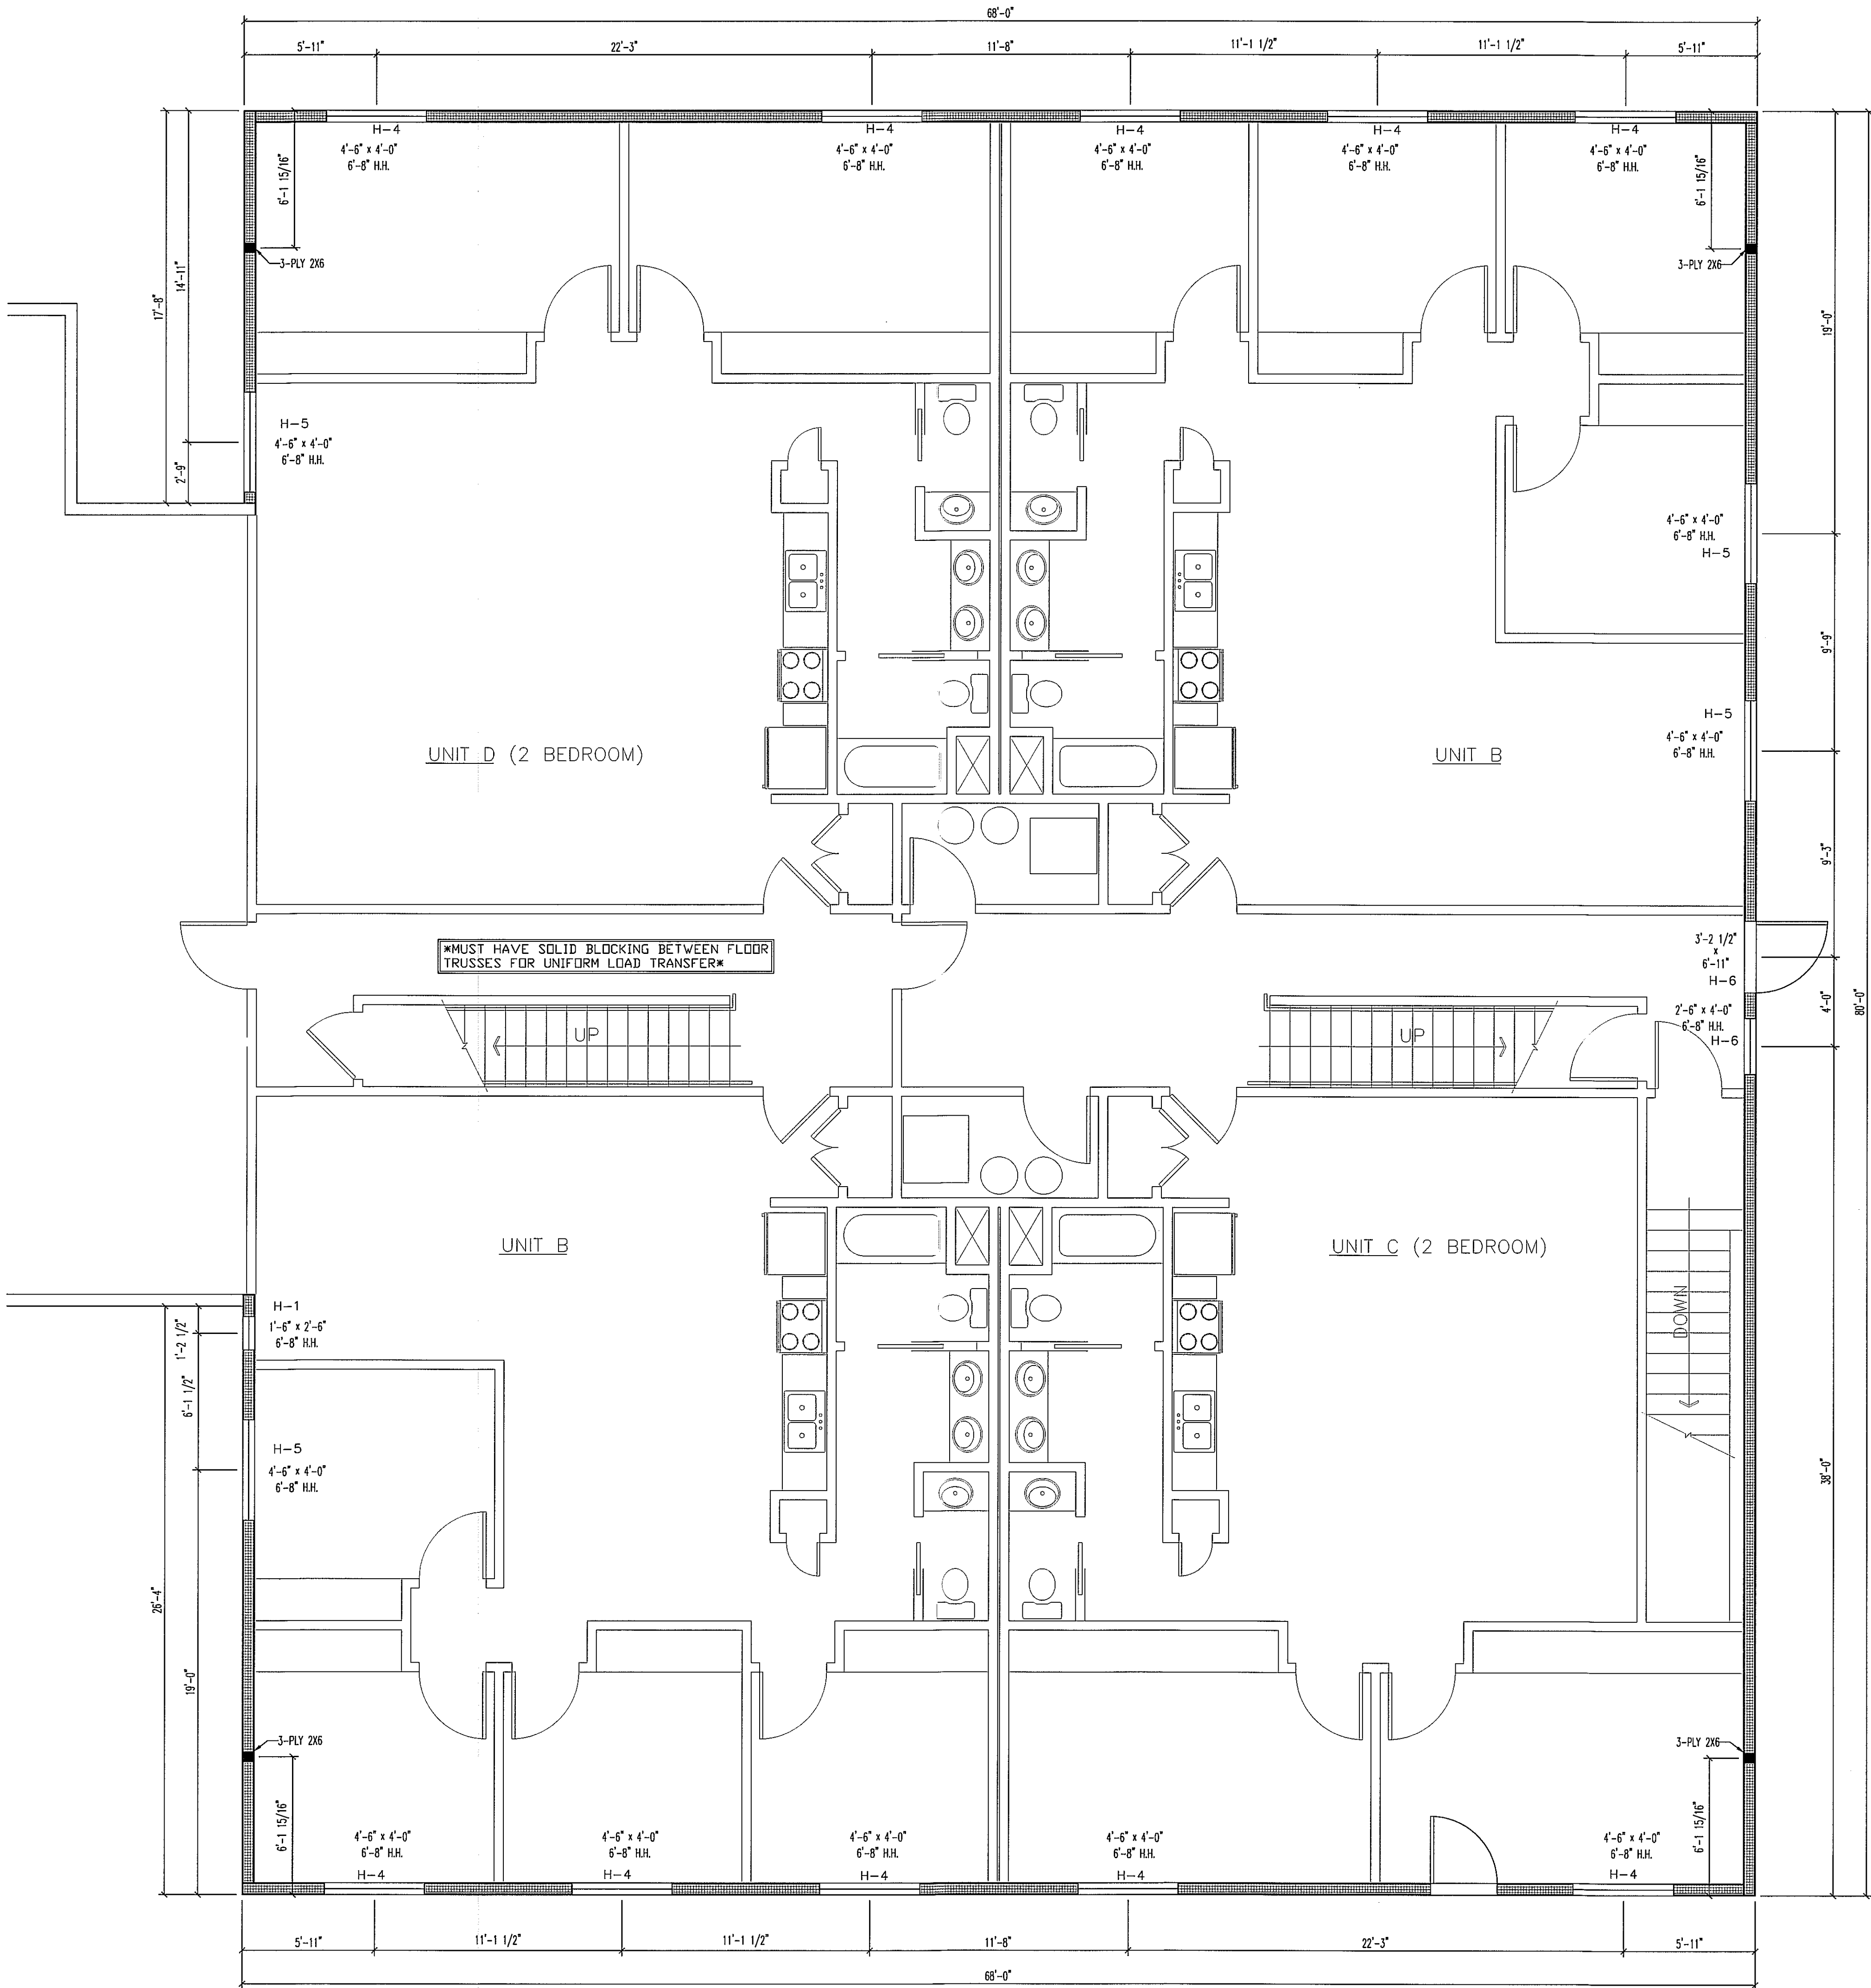 68'-0"
5'-11" 22'-3" 11'-8" 11'-1 1/2" 11'-1 1/2" 5'-11"
H-4 H-4 H-4 H-4 H-4
4'-6" x 4'-0" 4'-6" x 4'-0" 4'-6" x 4'-0" 4'-6" x 4'-0" 4'-6" x 4'-0"
6'-8" H.H. 6'-8" H.H. 6'-8" H.H. 6'-8" H.H. 6'-8" H.H.
6'-1 15/16" 6'-1 15/16"
3-PLY 2X6 3-PLY 2X6
17'-8"
14'-11"
19'-0"
H-5
4'-6" x 4'-0"
6'-8" H.H.
2'-9"
4'-6" x 4'-0"
6'-8" H.H.
H-5
9'-9"
H-5
4'-6" x 4'-0"
6'-8" H.H.
UNIT D (2 BEDROOM)
UNIT B
9'-3"
*MUST HAVE SOLID BLOCKING BETWEEN FLOOR
TRUSSES FOR UNIFORM LOAD TRANSFER*
3'-2 1/2"
x
6'-11"
H-6
2'-6" x 4'-0"
6'-8" H.H.
H-6
4'-0"
80'-0"
UP UP
UNIT B
UNIT C (2 BEDROOM)
DOWN
H-1
1'-6" x 2'-6"
6'-8" H.H.
1'-2 1/2"
6'-1 1/2"
H-5
4'-6" x 4'-0"
6'-8" H.H.
38'-0"
26'-4"
19'-0"
3-PLY 2X6 3-PLY 2X6
6'-1 15/16" 6'-1 15/16"
4'-6" x 4'-0" 4'-6" x 4'-0" 4'-6" x 4'-0" 4'-6" x 4'-0" 4'-6" x 4'-0"
6'-8" H.H. 6'-8" H.H. 6'-8" H.H. 6'-8" H.H. 6'-8" H.H.
H-4 H-4 H-4 H-4 H-4
5'-11" 11'-1 1/2" 11'-1 1/2" 11'-8" 22'-3" 5'-11"
68'-0"